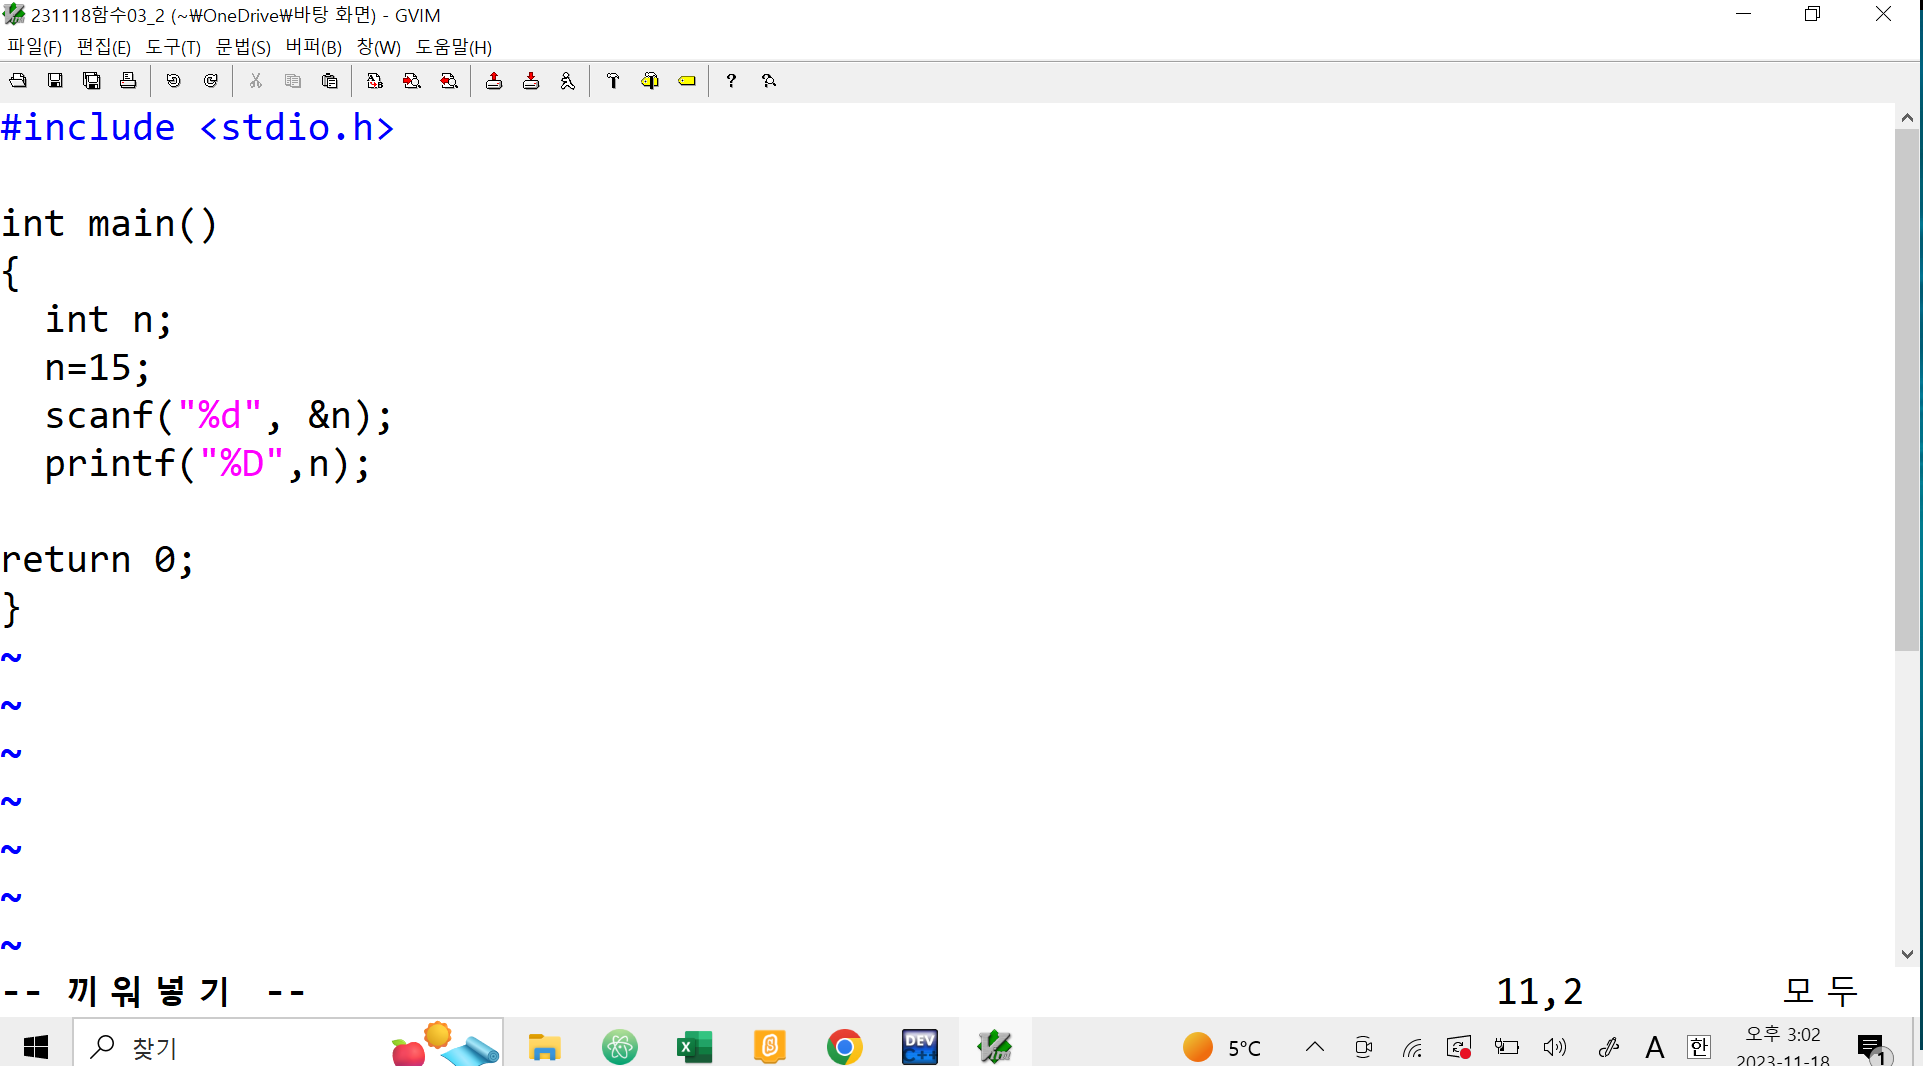 231118함수03_2 (~₩OneDrive₩바탕 화면) - GVIM
파일(F) 편집(E) 도구(T) 문법(S) 버퍼(B) 창(W) 도움말(H)
#include <stdio.h>
int main()
{
  int n;
  n=15;
  scanf("%d", &n);
  printf("%D",n);
return 0;
}
~
~
~
~
~
~
~
-- 끼워넣기 -- 11,2 모두
찾기
DEV C++
Vim
5°C
A
한
오후 3:02
2023-11-18
1